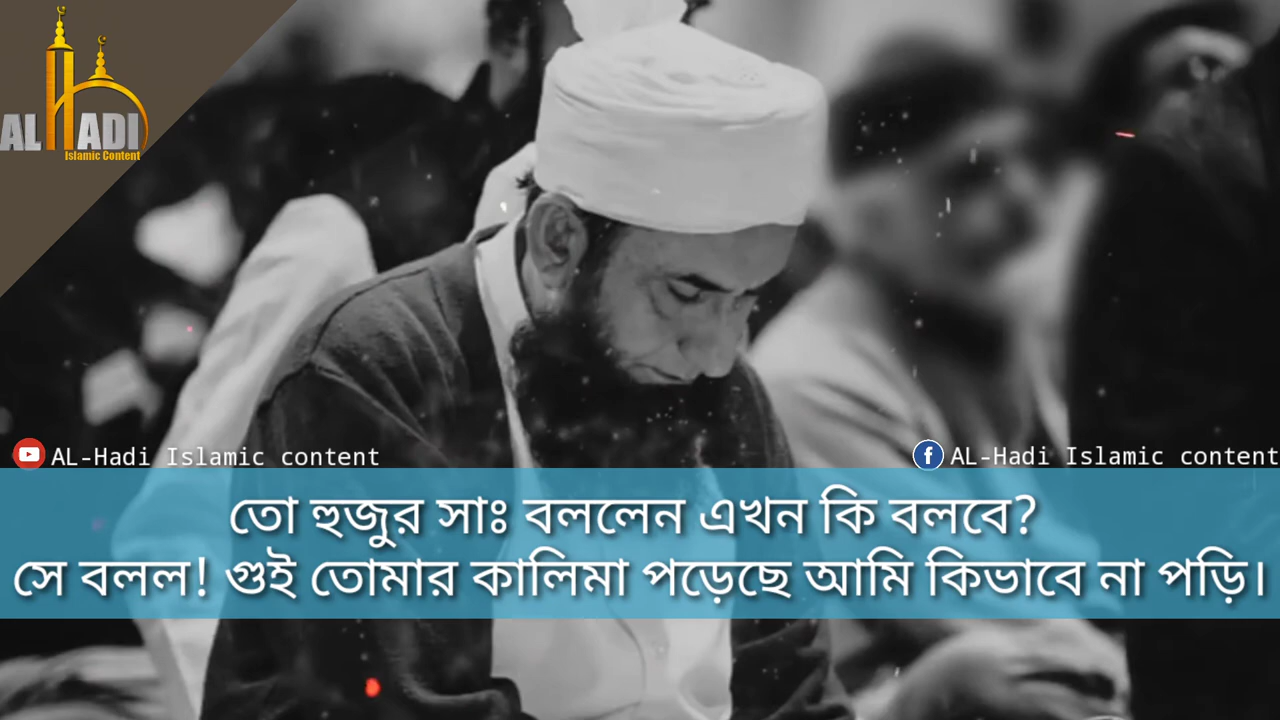 AL HADI
Islamic Content
AL-Hadi Islamic content
AL-Hadi Islamic content
তো হুজুর সাঃ বললেন এখন কি বলবে?
সে বলল! গুই তোমার কালিমা পড়েছে আমি কিভাবে না পড়ি।